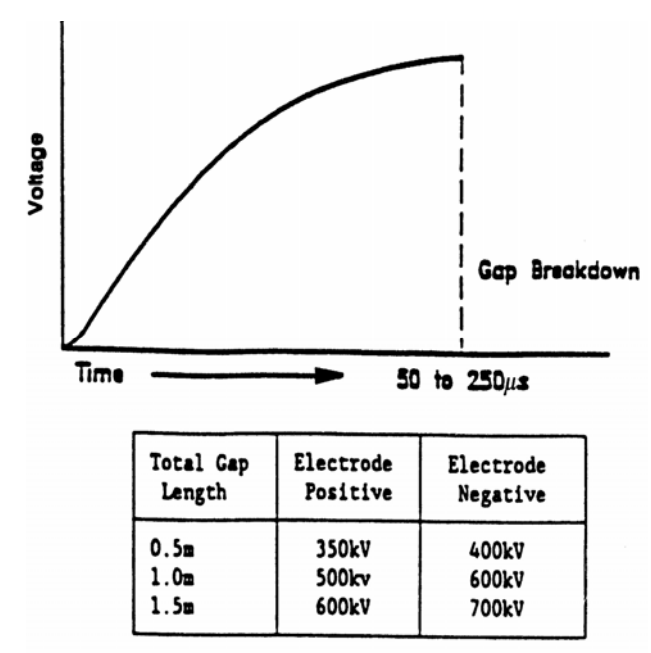 Voltage
Gap Breakdown
Time
50 to 250μs
Total Gap Length
Electrode Positive
Electrode Negative
0.5m 350kV 400kV
1.0m 500kv 600kV
1.5m 600kV 700kV